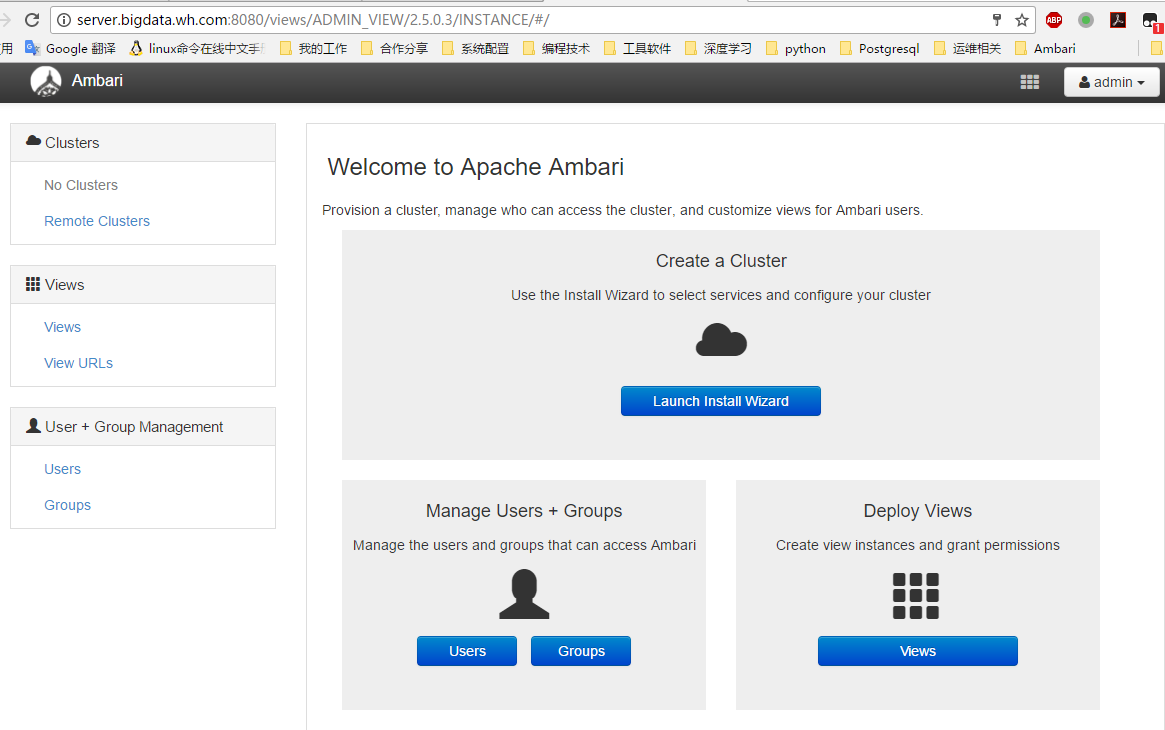 server.bigdata.wh.com:8080/views/ADMIN_VIEW/2.5.0.3/INSTANCE/#/
ABP
1
用 Google 翻译 linux命令在线中文手 我的工作 合作分享 系统配置 编程技术 工具软件 深度学习 python Postgresql 运维相关 Ambari
Ambari
admin
Clusters
No Clusters
Remote Clusters
Views
Views
View URLs
User + Group Management
Users
Groups
Welcome to Apache Ambari
Provision a cluster, manage who can access the cluster, and customize views for Ambari users.
Create a Cluster
Use the Install Wizard to select services and configure your cluster
Launch Install Wizard
Manage Users + Groups
Manage the users and groups that can access Ambari
Users Groups
Deploy Views
Create view instances and grant permissions
Views